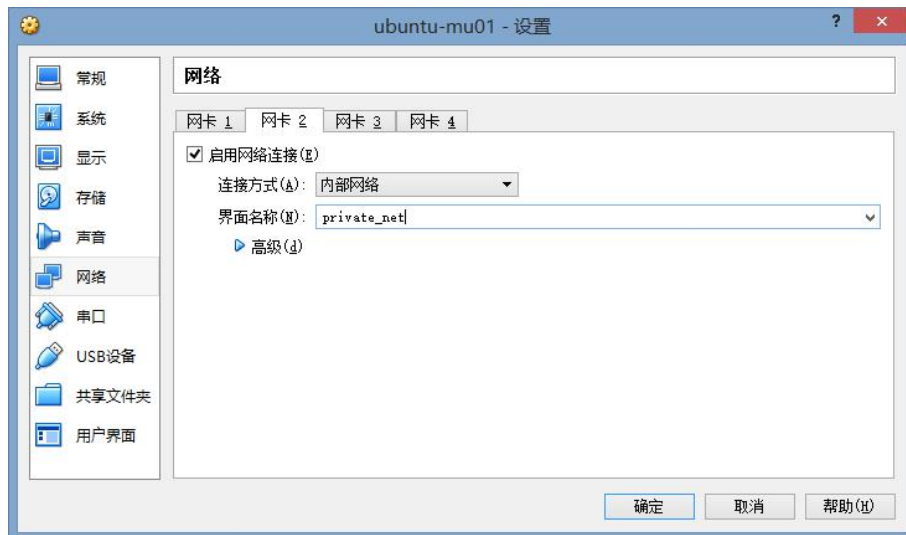 ubuntu-mu01 - 设置
?
×
常规
系统
显示
存储
声音
网络
串口
USB设备
共享文件夹
用户界面
网络
网卡 1 网卡 2 网卡 3 网卡 4
启用网络连接(E)
连接方式(A): 内部网络
界面名称(N): private_net
高级(d)
确定 取消 帮助(H)